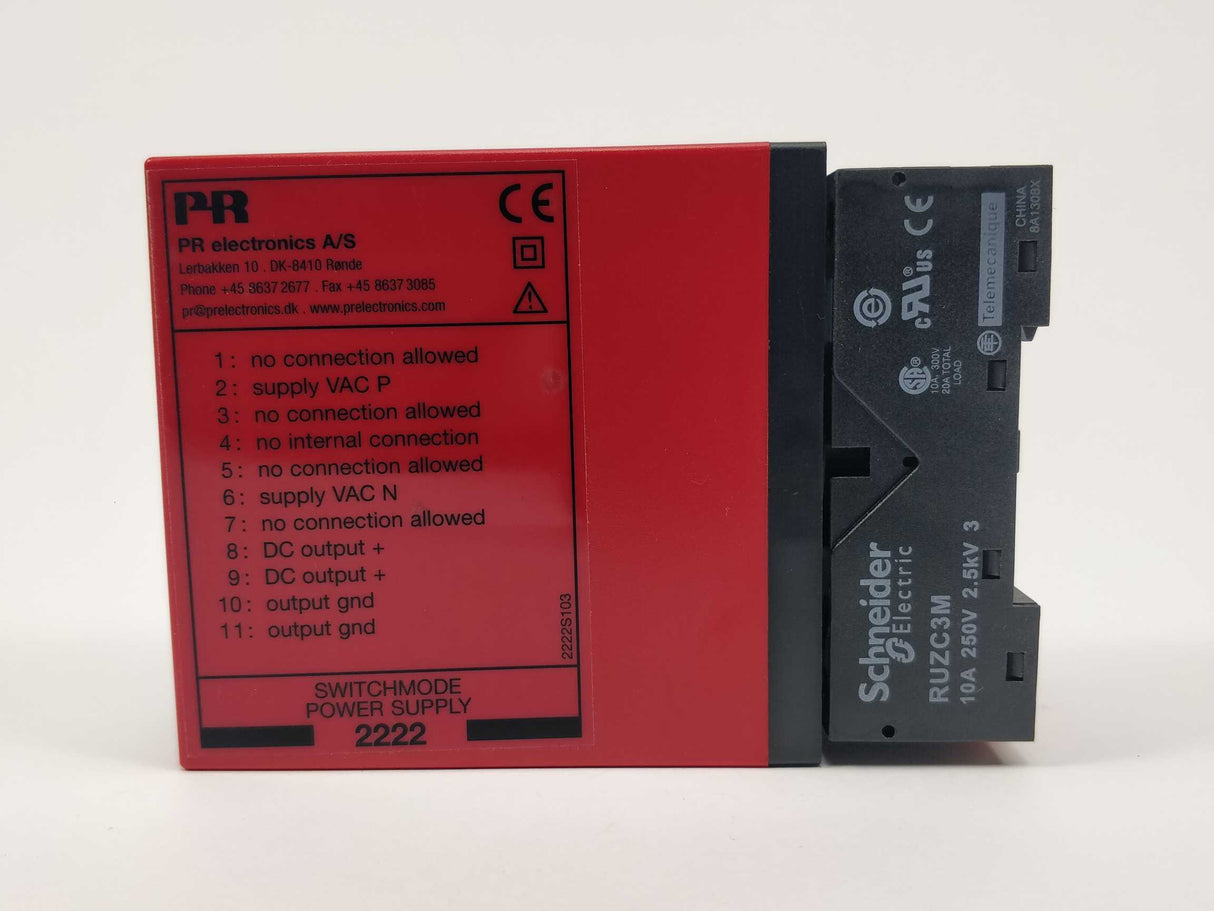 PR
CE
PR electronics A/S
Lerbakken 10 . DK-8410 Rønde
Phone +45 8637 2677 . Fax +45 8637 3085
pr@prelectronics.dk . www.prelectronics.com
1: no connection allowed
2: supply VAC P
3: no connection allowed
4: no internal connection
5: no connection allowed
6: supply VAC N
7: no connection allowed
8: DC output +
9: DC output +
10: output gnd
11: output gnd
2222S103
SWITCHMODE
POWER SUPPLY
2222
Schneider
Electric
RUZC3M
10A 250V 2.5kV 3
e
c RU® US CE
SA®
10A, 300V
20A TOTAL
LOAD
Telemecanique
CHINA
8A1308X